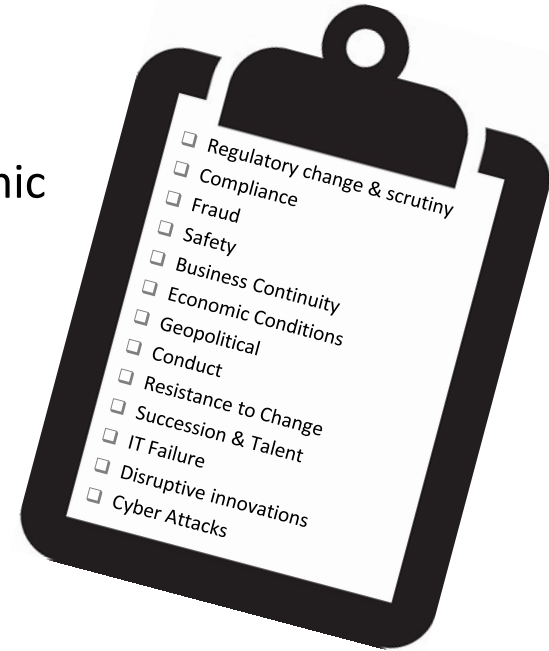 nic
Regulatory change & scrutiny
Compliance
Fraud
Safety
Business Continuity
Economic Conditions
Geopolitical
Conduct
Resistance to Change
Succession & Talent
IT Failure
Disruptive innovations
Cyber Attacks